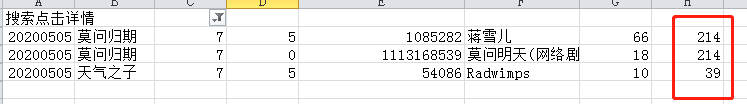 A B C D E F G H
搜索点击详情
20200505 莫问归期 7 5 1085282 蒋雪儿 66 214
20200505 莫问归期 7 0 1113168539 莫问明天(网络剧 18 214
20200505 天气之子 7 5 54086 Radwimps 10 39